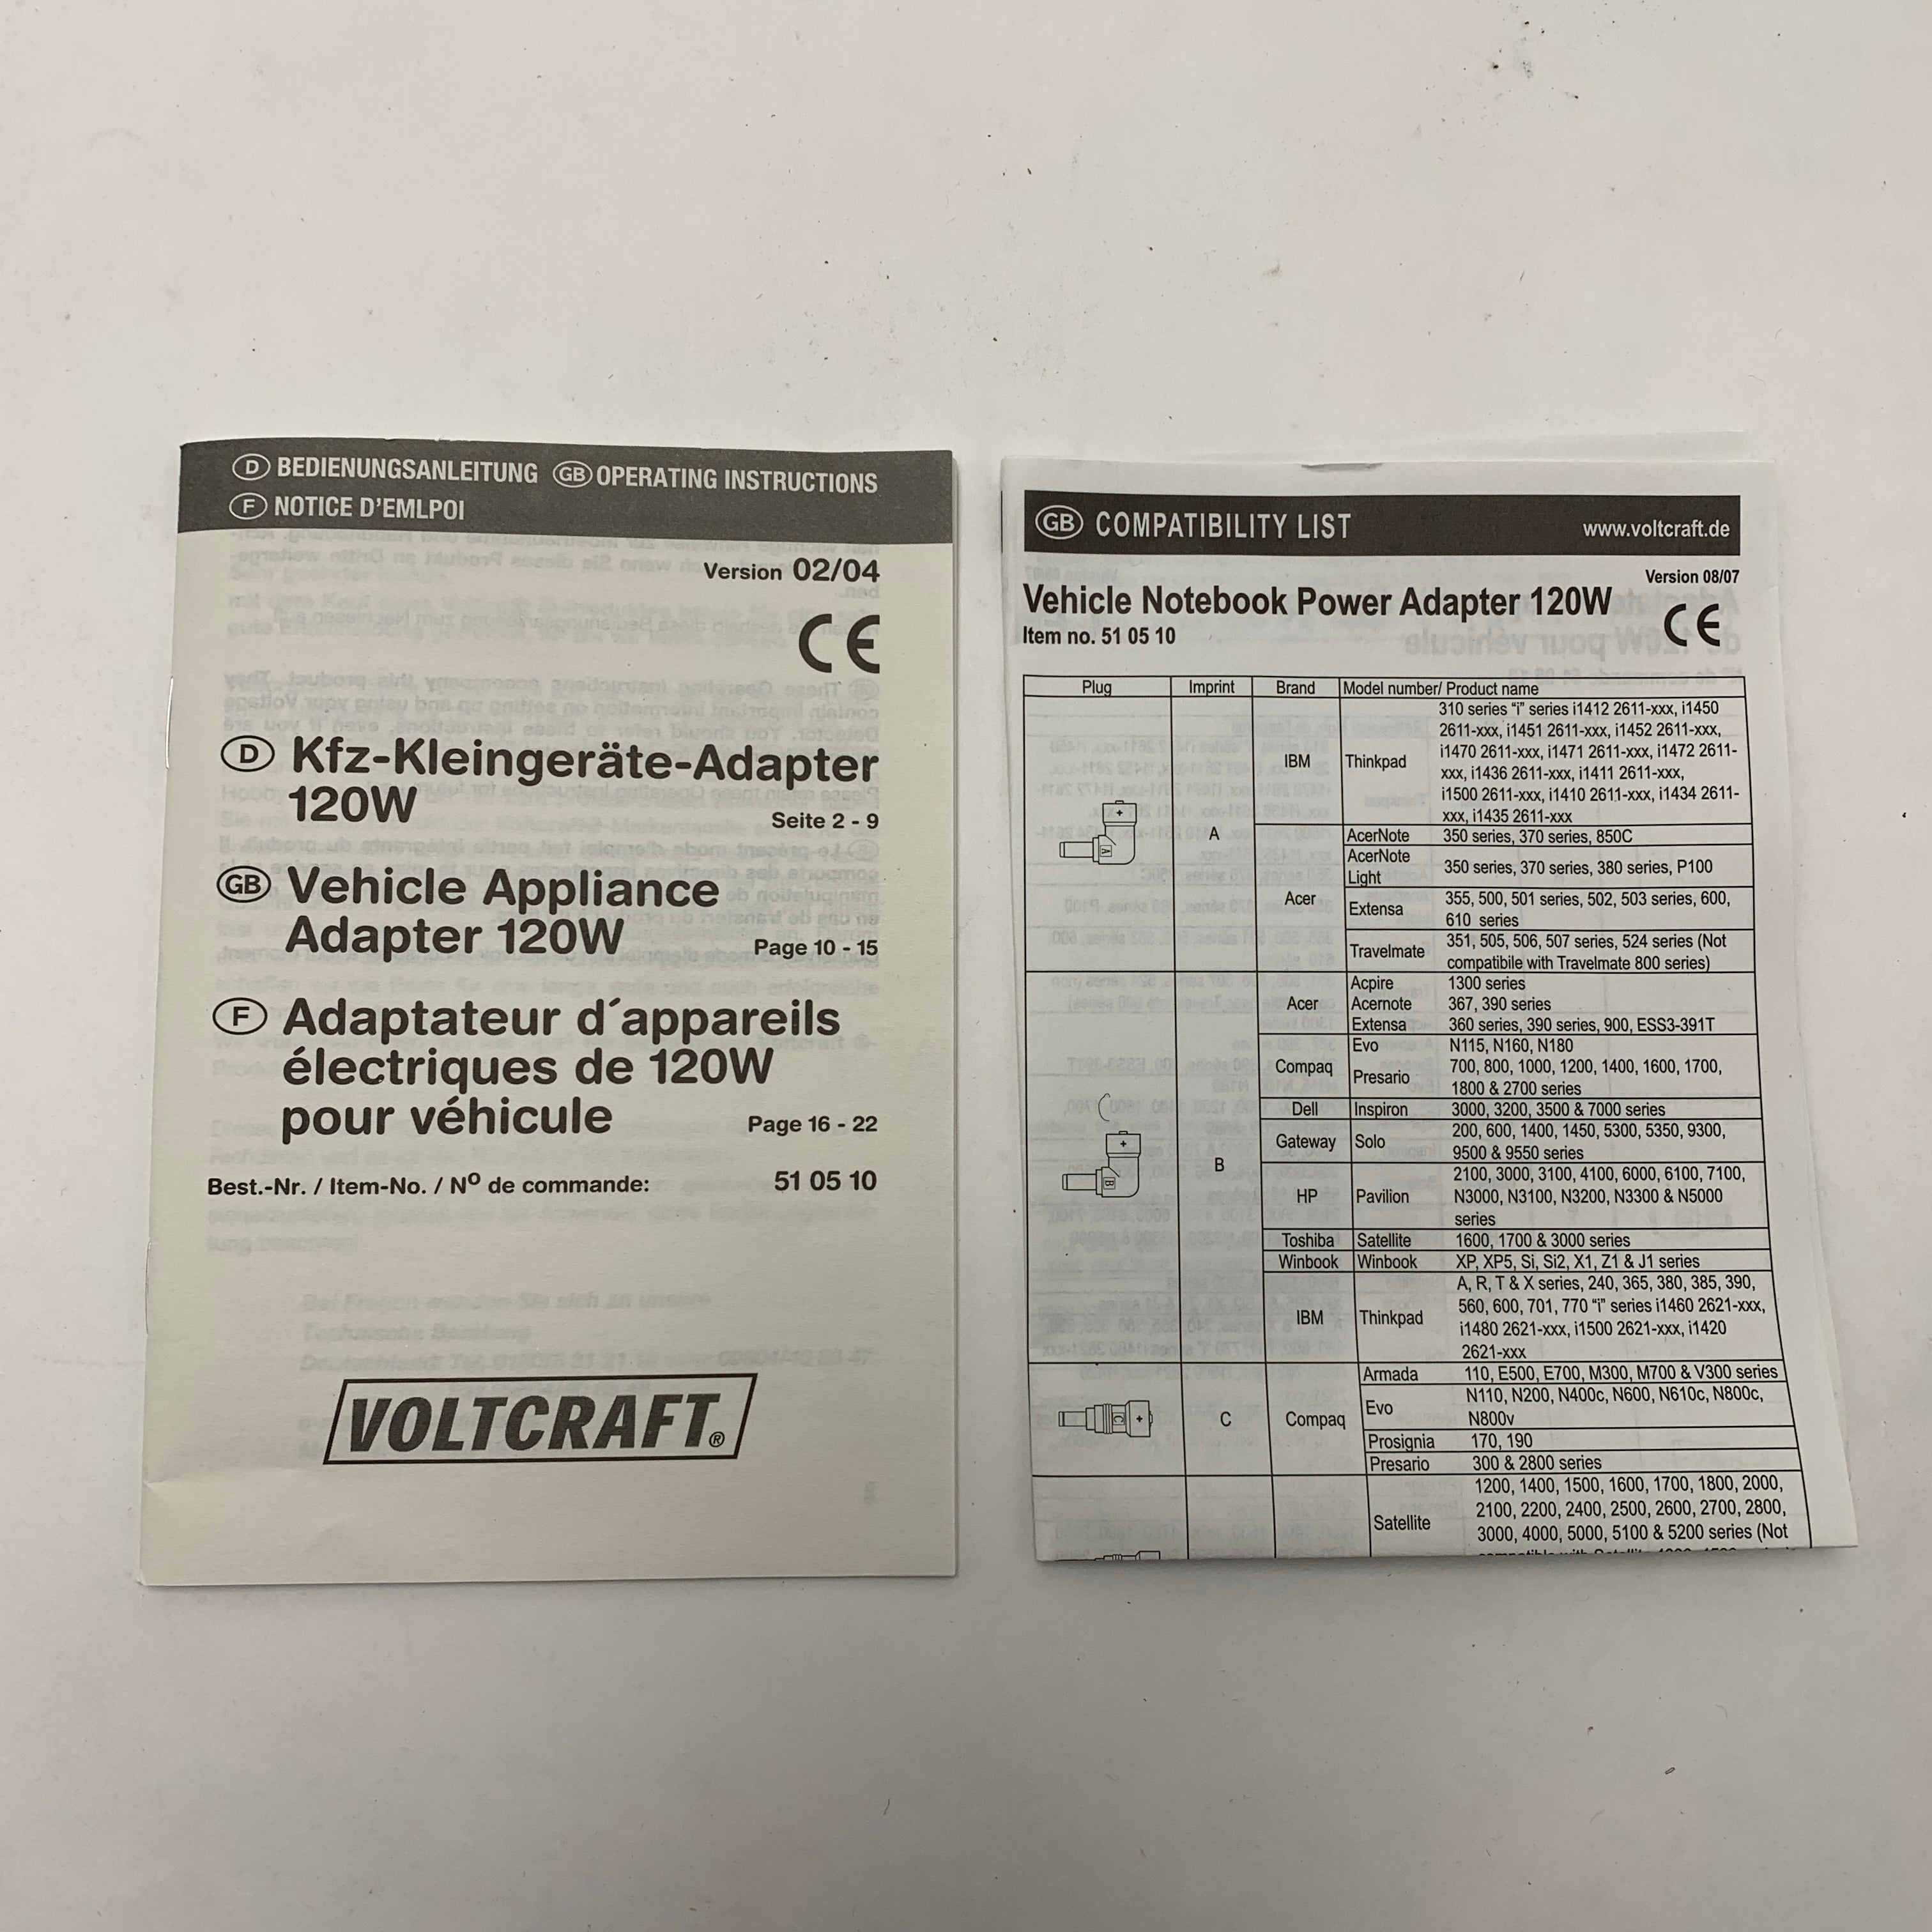 D BEDIENUNGSANLEITUNG GB OPERATING INSTRUCTIONS
F NOTICE D'EMLPOI
Version 02/04
CE
D Kfz-Kleingeräte-Adapter
120W
Seite 2 - 9
GB Vehicle Appliance
Adapter 120W
Page 10 - 15
F Adaptateur d´appareils
électriques de 120W
pour véhicule
Page 16 - 22
Best.-Nr. / Item-No. / Nº de commande: 51 05 10
VOLTCRAFT®
GB COMPATIBILITY LIST www.voltcraft.de
Version 08/07
Vehicle Notebook Power Adapter 120W
CE
Item no. 51 05 10
Plug Imprint Brand Model number/ Product name
A
IBM Thinkpad
310 series "i" series i1412 2611-xxx, i1450
2611-xxx, i1451 2611-xxx, i1452 2611-xxx,
i1470 2611-xxx, i1471 2611-xxx, i1472 2611-
xxx, i1436 2611-xxx, i1411 2611-xxx,
i1500 2611-xxx, i1410 2611-xxx, i1434 2611-
xxx, i1435 2611-xxx
Acer
AcerNote 350 series, 370 series, 850C
AcerNote
Light
350 series, 370 series, 380 series, P100
Extensa
355, 500, 501 series, 502, 503 series, 600,
610 series
Travelmate
351, 505, 506, 507 series, 524 series (Not
compatibile with Travelmate 800 series)
B
Acer
Acpire 1300 series
Acernote 367, 390 series
Extensa 360 series, 390 series, 900, ESS3-391T
Compaq
Evo N115, N160, N180
Presario
700, 800, 1000, 1200, 1400, 1600, 1700,
1800 & 2700 series
Dell Inspiron 3000, 3200, 3500 & 7000 series
Gateway Solo
200, 600, 1400, 1450, 5300, 5350, 9300,
9500 & 9550 series
HP Pavilion
2100, 3000, 3100, 4100, 6000, 6100, 7100,
N3000, N3100, N3200, N3300 & N5000
series
Toshiba Satellite 1600, 1700 & 3000 series
Winbook Winbook XP, XP5, Si, Si2, X1, Z1 & J1 series
IBM Thinkpad
A, R, T & X series, 240, 365, 380, 385, 390,
560, 600, 701, 770 "i" series i1460 2621-xxx,
i1480 2621-xxx, i1500 2621-xxx, i1420
2621-xxx
C
Compaq
Armada 110, E500, E700, M300, M700 & V300 series
Evo
N110, N200, N400c, N600, N610c, N800c,
N800v
Prosignia 170, 190
Presario 300 & 2800 series
Satellite
1200, 1400, 1500, 1600, 1700, 1800, 2000,
2100, 2200, 2400, 2500, 2600, 2700, 2800,
3000, 4000, 5000, 5100 & 5200 series (Not